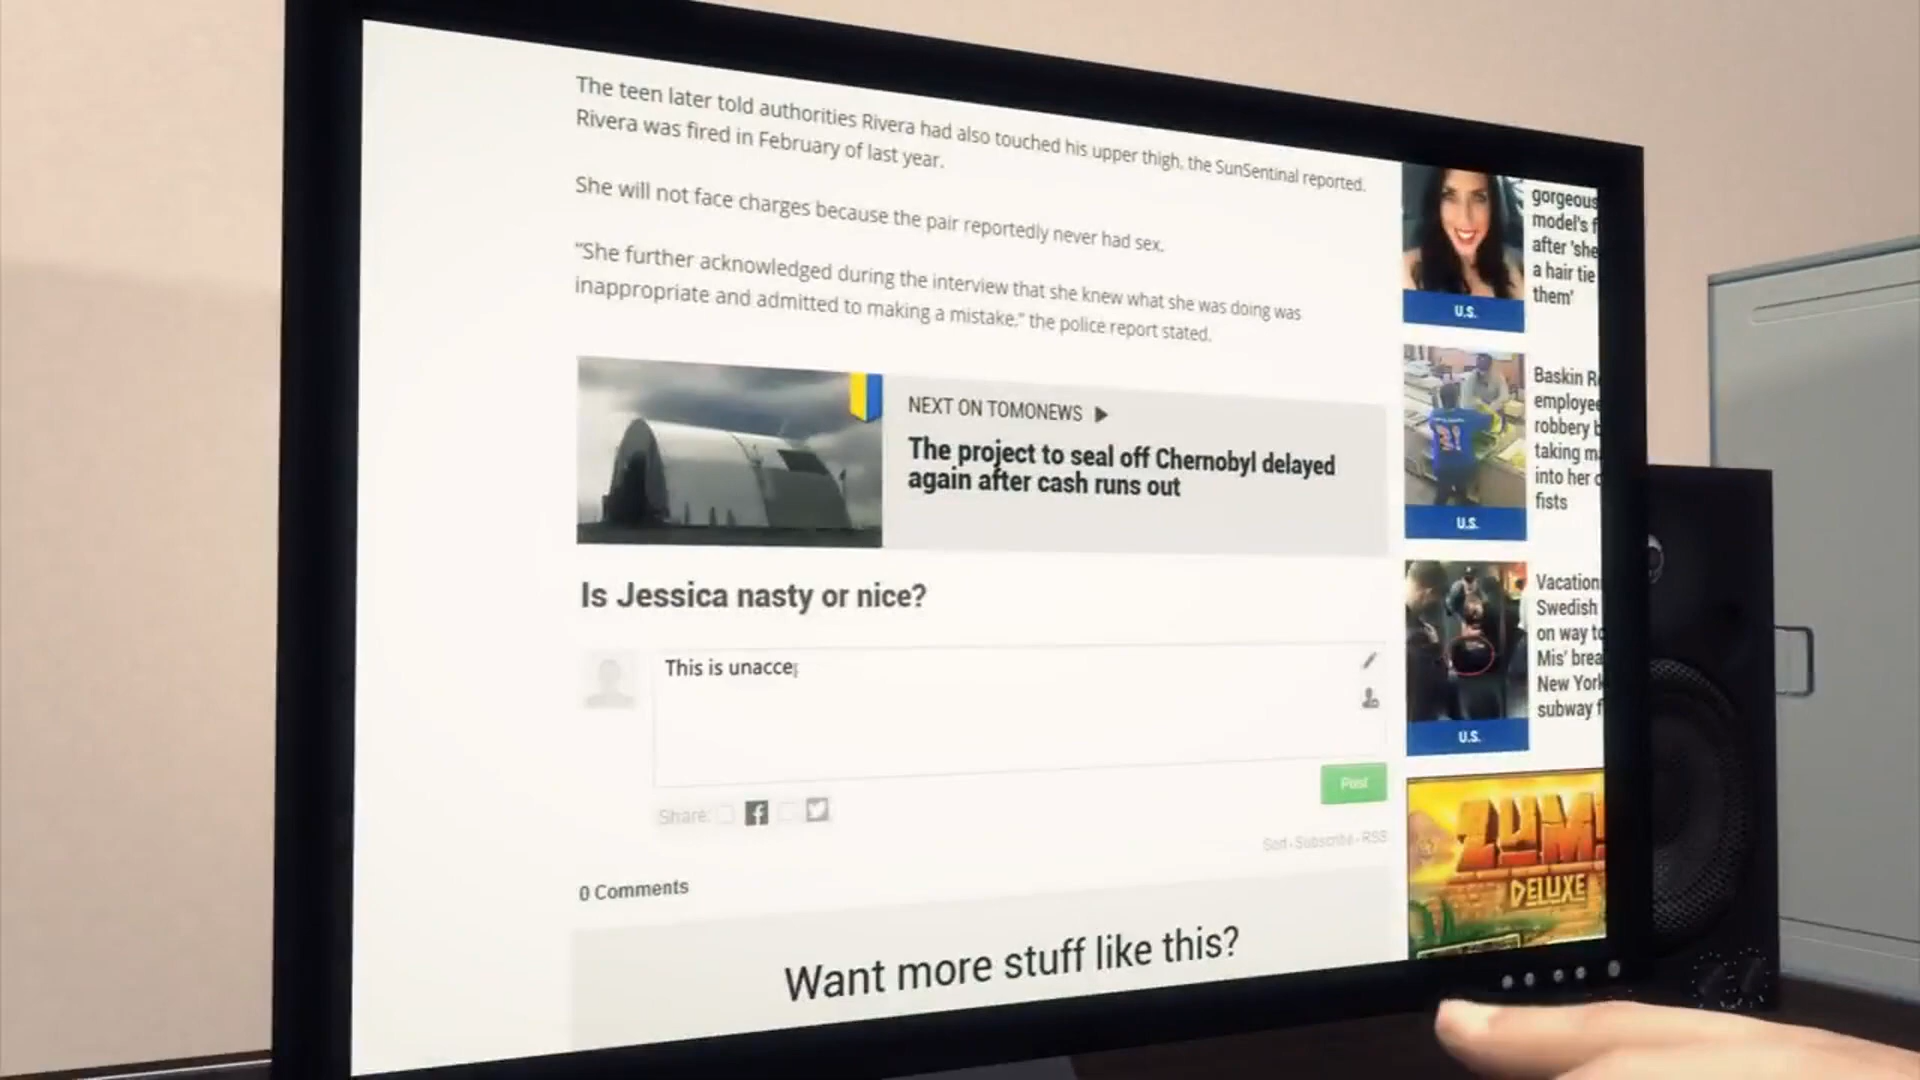 The teen later told authorities Rivera had also touched his upper thigh, the SunSentinal reported.
Rivera was fired in February of last year.
She will not face charges because the pair reportedly never had sex.
"She further acknowledged during the interview that she knew what she was doing was
inappropriate and admitted to making a mistake," the police report stated.
NEXT ON TOMONEWS
The project to seal off Chernobyl delayed
again after cash runs out
Is Jessica nasty or nice?
This is unacce
Post
Share:
Sort - Subscribe - RSS
0 Comments
Want more stuff like this?
gorgeous
model's f
after 'she
a hair tie
them'
U.S.
Baskin R
employee
robbery b
taking m
into her
fists
U.S.
Vacation
Swedish
on way to
Mis' brea
New York
subway f
U.S.
ZUM
DELUXE